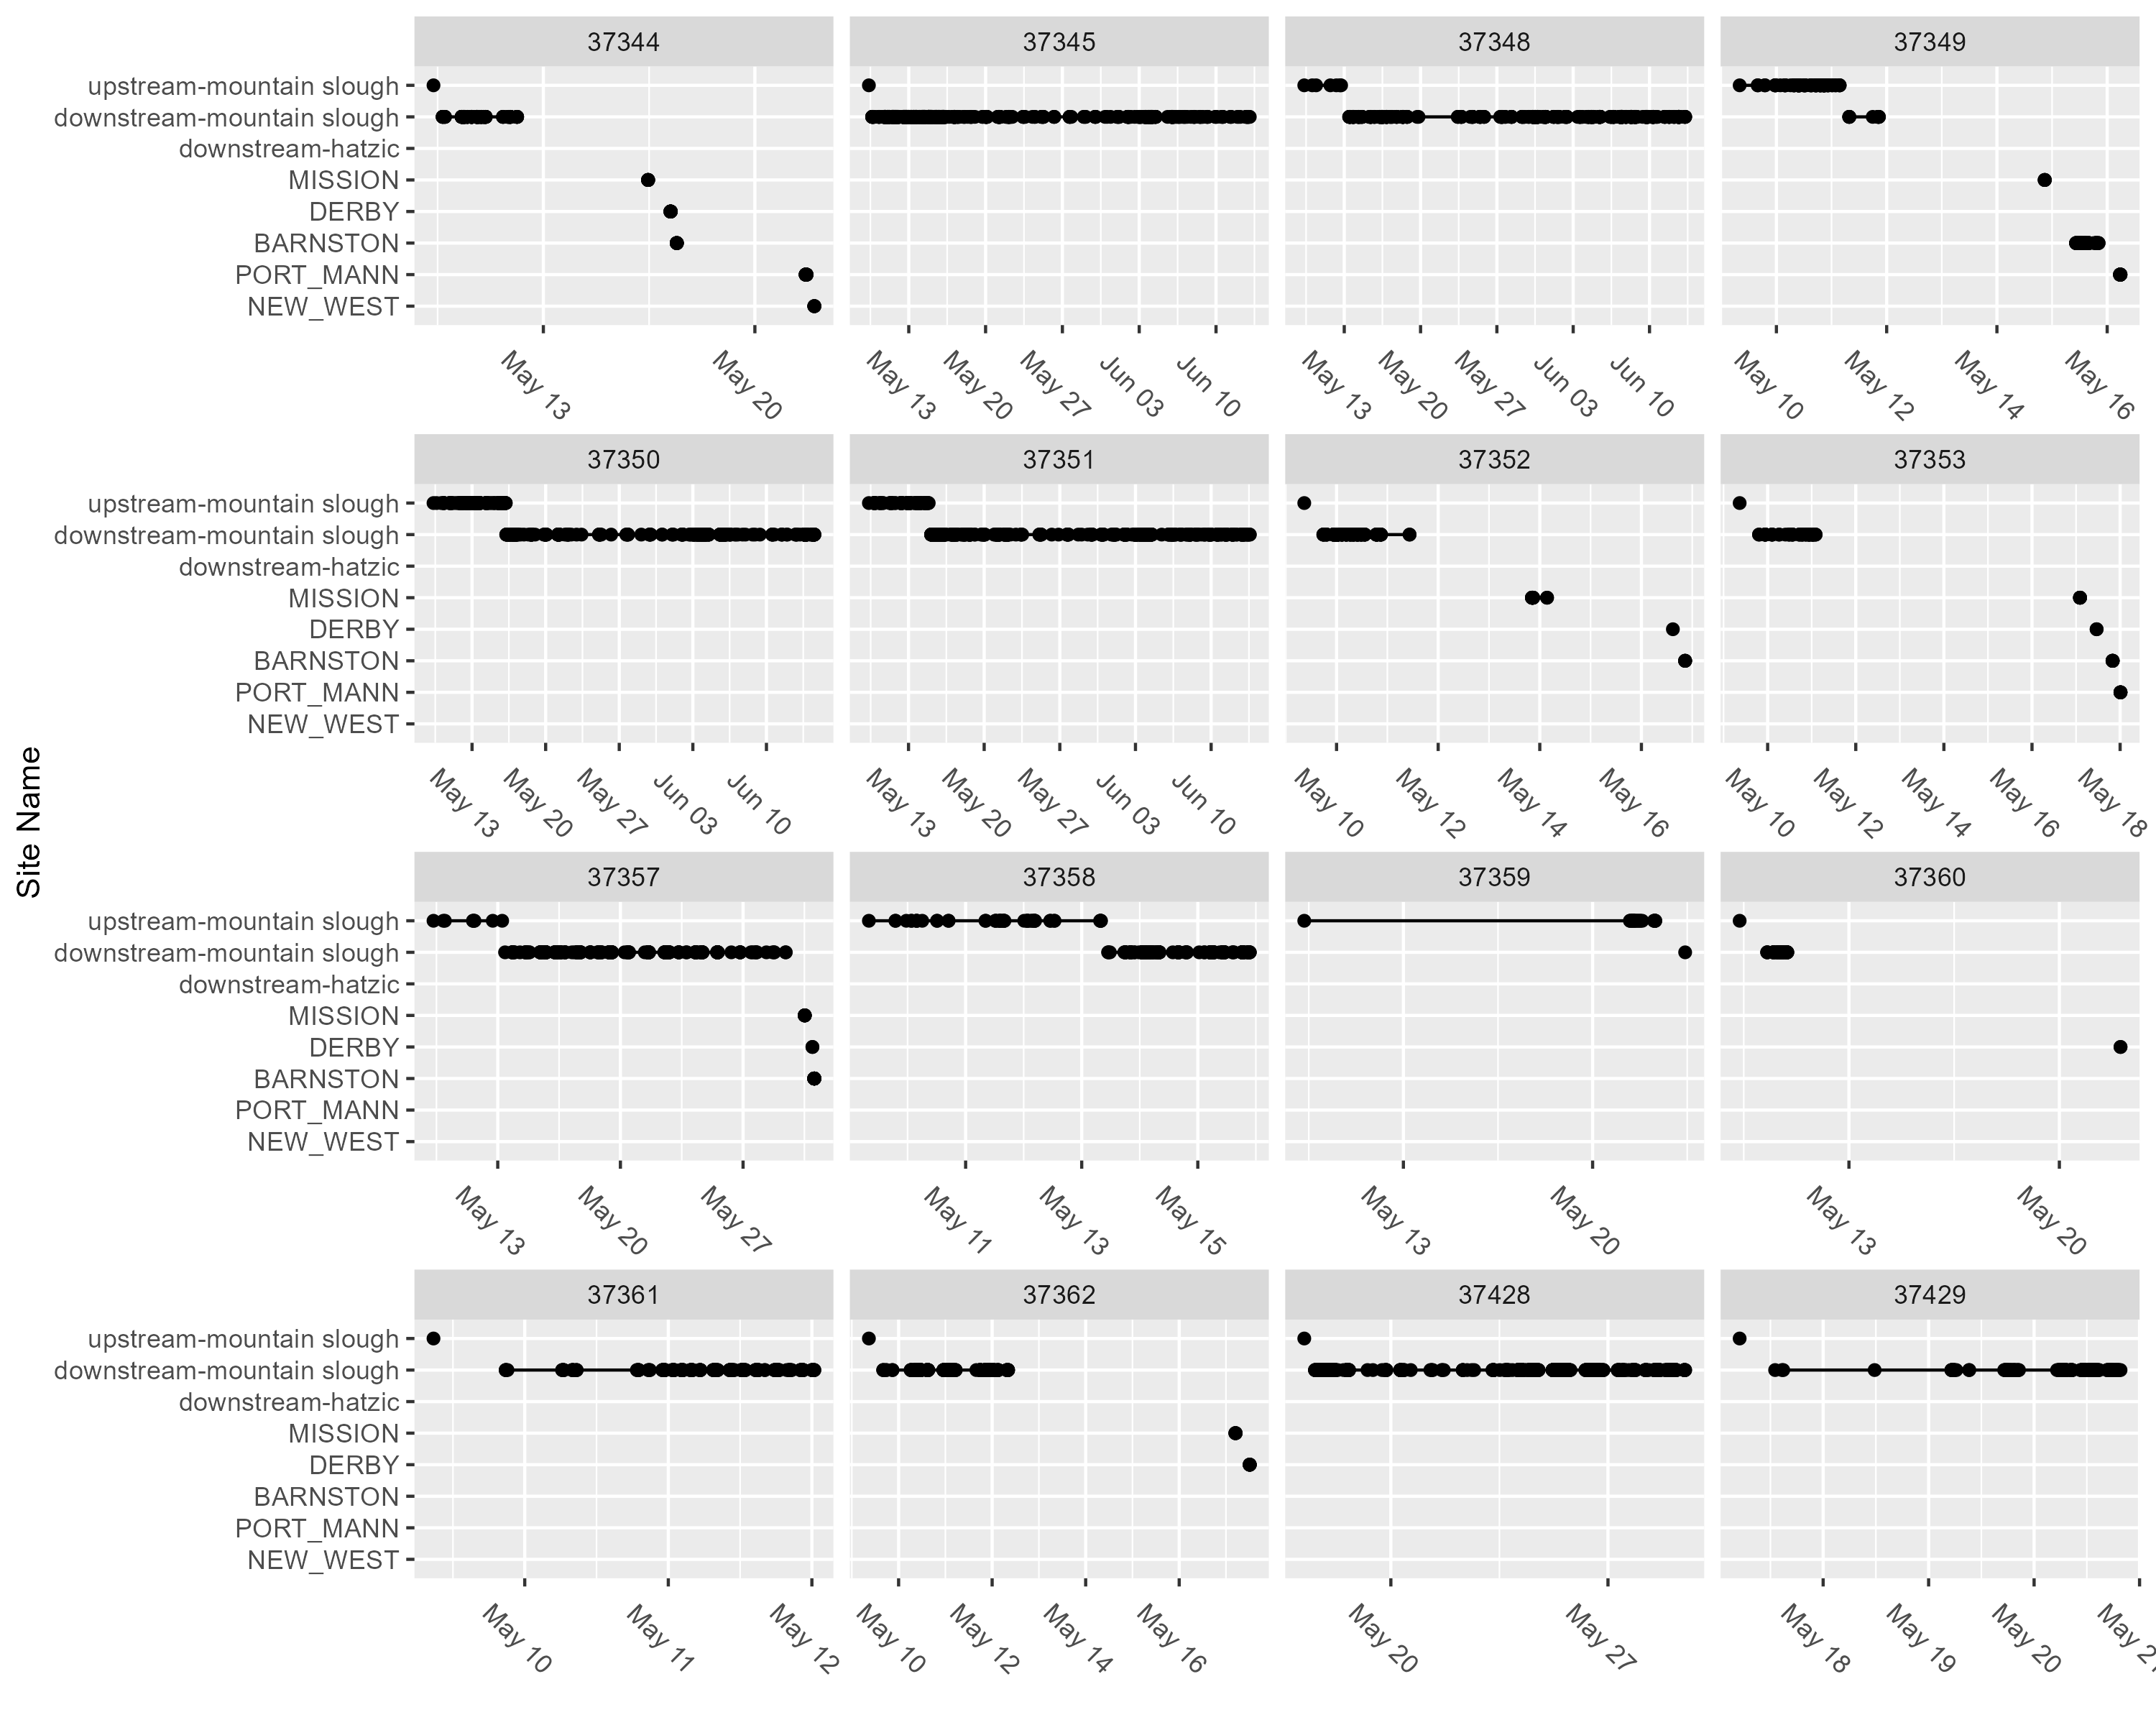 37344 37345 37348 37349
upstream-mountain slough
downstream-mountain slough
downstream-hatzic
MISSION
DERBY
BARNSTON
PORT_MANN
NEW_WEST
May 13 May 20 May 13 May 20 May 27 Jun 03 Jun 10 May 13 May 20 May 27 Jun 03 Jun 10 May 10 May 12 May 14 May 16
37350 37351 37352 37353
upstream-mountain slough
downstream-mountain slough
downstream-hatzic
MISSION
DERBY
BARNSTON
PORT_MANN
NEW_WEST
May 13 May 20 May 27 Jun 03 Jun 10 May 13 May 20 May 27 Jun 03 Jun 10 May 10 May 12 May 14 May 16 May 10 May 12 May 14 May 16 May 18
Site Name
37357 37358 37359 37360
upstream-mountain slough
downstream-mountain slough
downstream-hatzic
MISSION
DERBY
BARNSTON
PORT_MANN
NEW_WEST
May 13 May 20 May 27 May 11 May 13 May 15 May 13 May 20 May 13 May 20
37361 37362 37428 37429
upstream-mountain slough
downstream-mountain slough
downstream-hatzic
MISSION
DERBY
BARNSTON
PORT_MANN
NEW_WEST
May 10 May 11 May 12 May 10 May 12 May 14 May 16 May 20 May 27 May 18 May 19 May 20 May